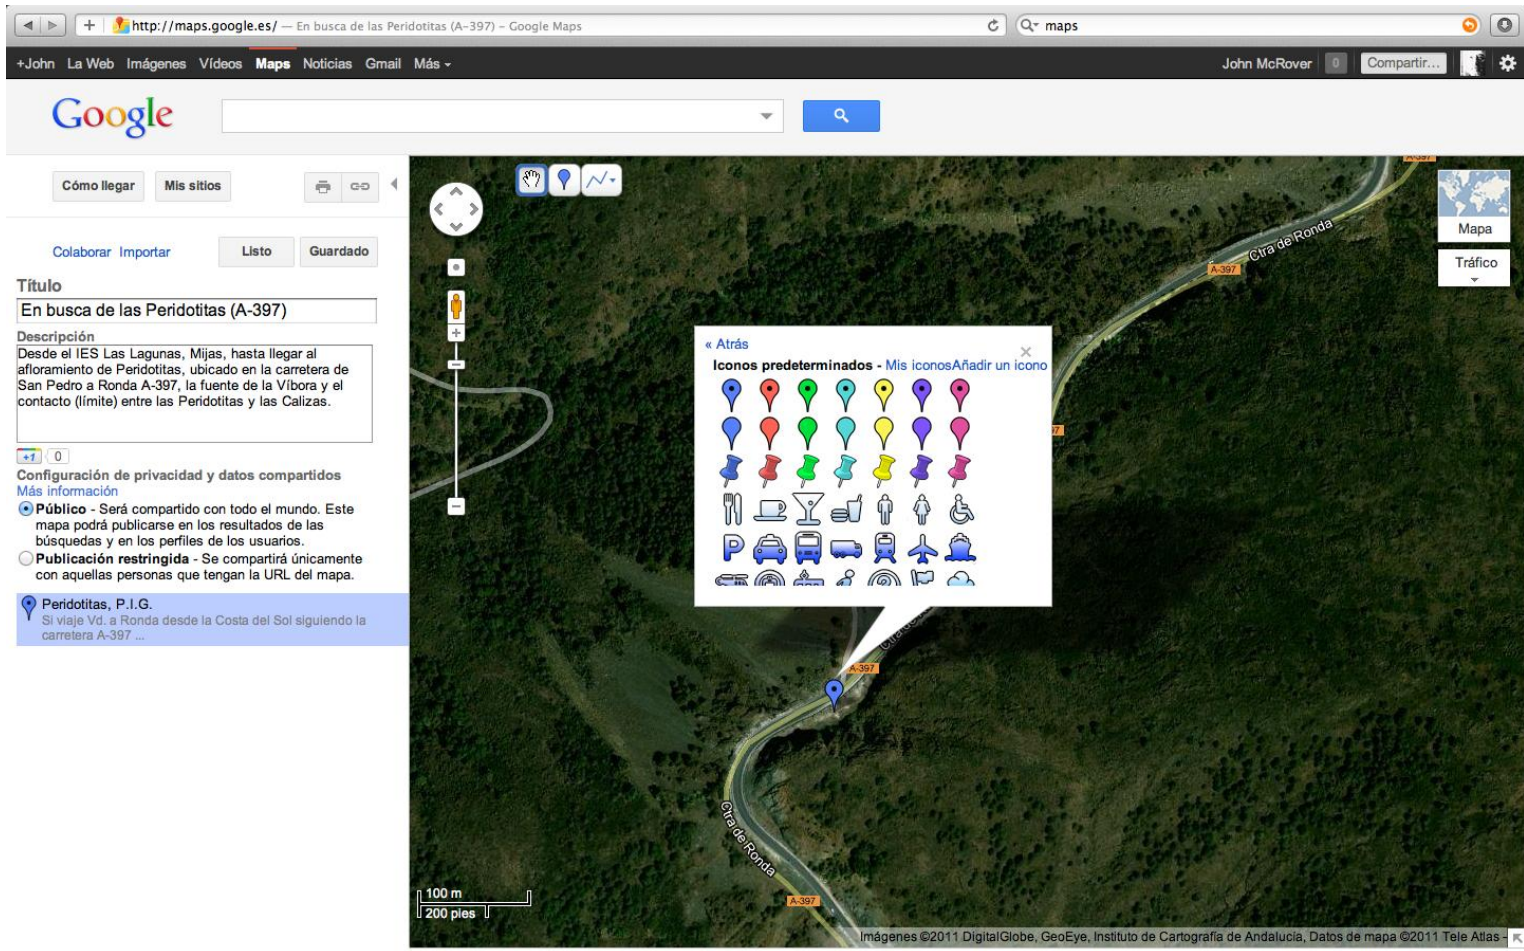 http://maps.google.es/ — En busca de las Peridotitas (A-397) - Google Maps
maps
+John La Web Imágenes Vídeos Maps Noticias Gmail Más
John McRover 0 Compartir...
Google
Cómo llegar Mis sitios
Colaborar Importar Listo Guardado
Título
En busca de las Peridotitas (A-397)
Descripción
Desde el IES Las Lagunas, Mijas, hasta llegar al
afloramiento de Peridotitas, ubicado en la carretera de
San Pedro a Ronda A-397, la fuente de la Víbora y el
contacto (límite) entre las Peridotitas y las Calizas.
+1 0
Configuración de privacidad y datos compartidos
Más información
Público - Será compartido con todo el mundo. Este
mapa podrá publicarse en los resultados de las
búsquedas y en los perfiles de los usuarios.
Publicación restringida - Se compartirá únicamente
con aquellas personas que tengan la URL del mapa.
Peridotitas, P.I.G.
Si viaje Vd. a Ronda desde la Costa del Sol siguiendo la
carretera A-397 ...
A-397
Ctra de Ronda
A-397
Mapa
Tráfico
« Atrás
Iconos predeterminados - Mis iconosAñadir un icono
P
97
Ctra de
A-397
Ctra de Ronda
A-397
100 m
200 pies
Imágenes ©2011 DigitalGlobe, GeoEye, Instituto de Cartografía de Andalucía, Datos de mapa ©2011 Tele Atlas -